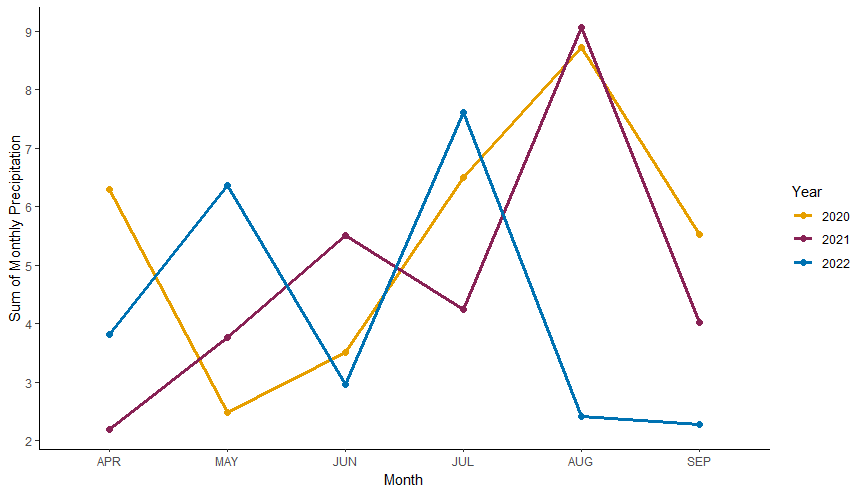 Sum of Monthly Precipitation
9
8
7
6
5
4
3
2
APR MAY JUN JUL AUG SEP
Month
Year
2020
2021
2022